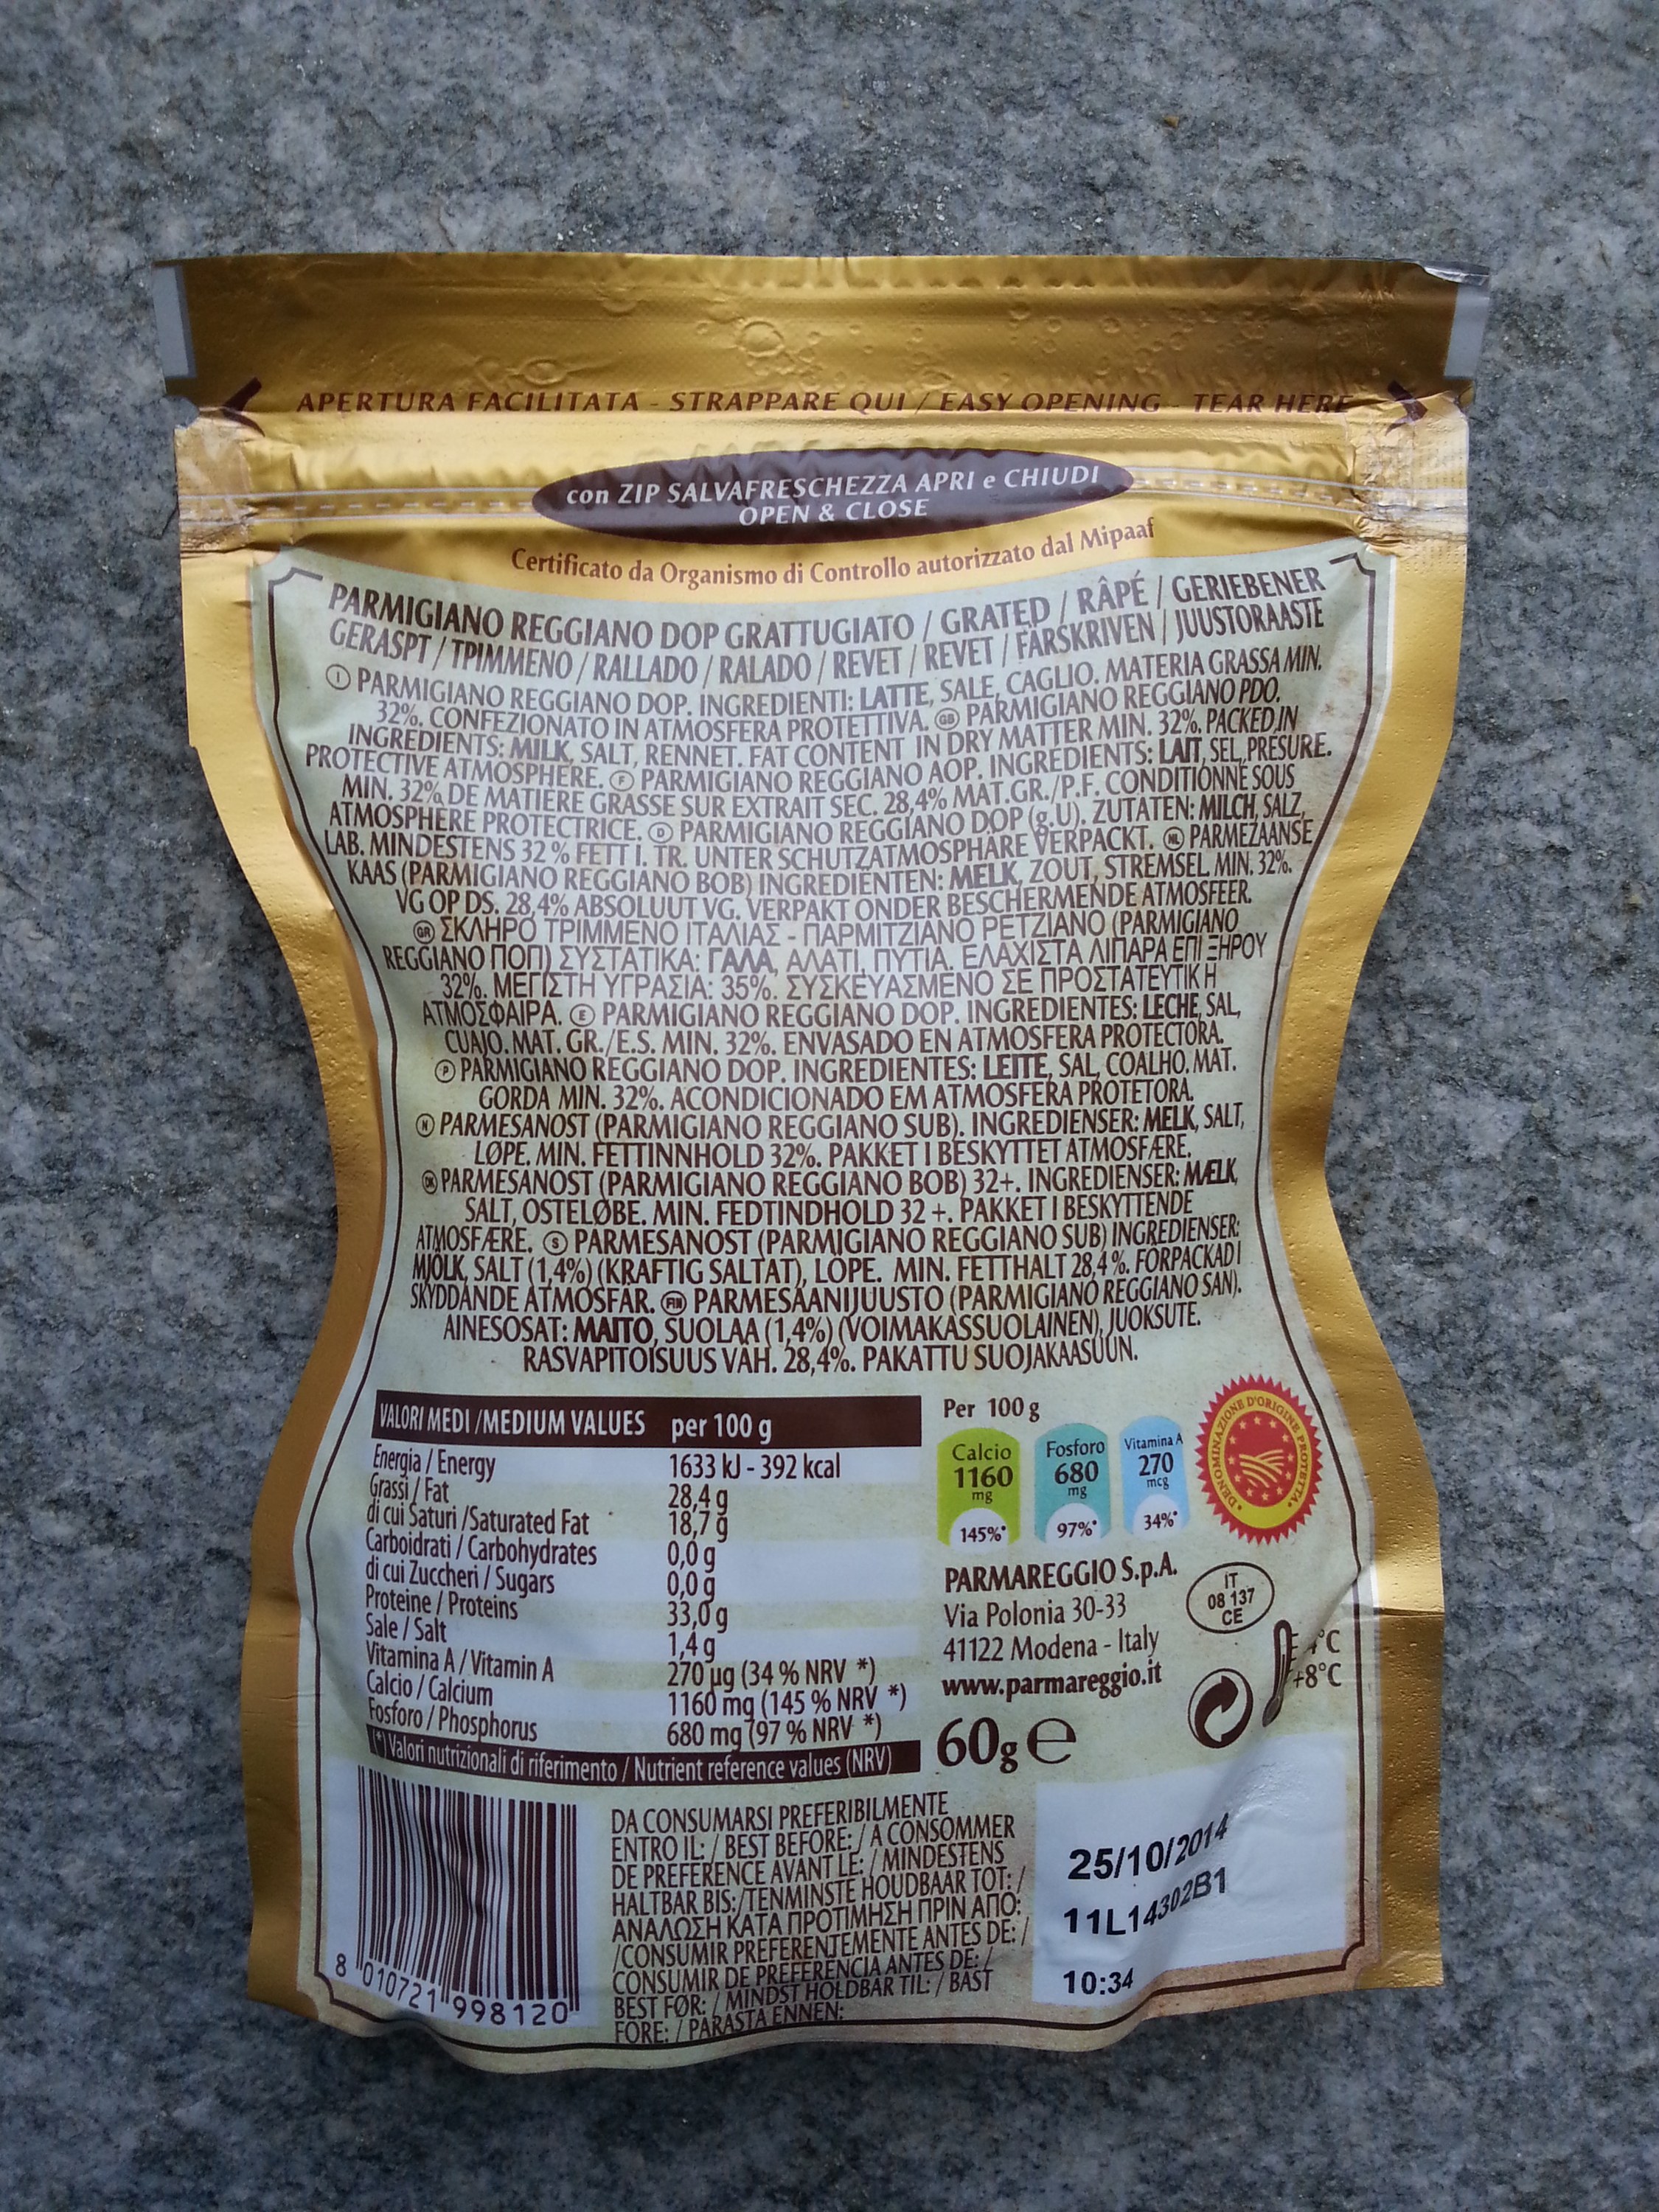 APERTURA FACILITATA - STRAPPARE QUI / EASY OPENING - TEAR HERE
con ZIP SALVAFRESCHEZZA APRI e CHIUDI
OPEN & CLOSE
Certificato da Organismo di Controllo autorizzato dal Mipaaf
PARMIGIANO REGGIANO DOP GRATTUGIATO / GRATED / RÂPÉ / GERIEBENER
GERASPT / ΤΡΙΜΜΕΝΟ / RALLADO / RALADO / REVET / REVET / FÄRSKRIVEN / JUUSTORAASTE
I PARMIGIANO REGGIANO DOP. INGREDIENTI: LATTE, SALE, CAGLIO. MATERIA GRASSA MIN.
32%. CONFEZIONATO IN ATMOSFERA PROTETTIVA. GB PARMIGIANO REGGIANO PDO.
INGREDIENTS: MILK, SALT, RENNET. FAT CONTENT IN DRY MATTER MIN. 32%. PACKED IN
PROTECTIVE ATMOSPHERE. F PARMIGIANO REGGIANO AOP. INGREDIENTS: LAIT, SEL, PRÉSURE.
MIN. 32% DE MATIERE GRASSE SUR EXTRAIT SEC. 28,4% MAT.GR./P.F. CONDITIONNÉ SOUS
ATMOSPHERE PROTECTRICE. D PARMIGIANO REGGIANO DOP (g.U). ZUTATEN: MILCH, SALZ,
LAB. MINDESTENS 32 % FETT I. TR. UNTER SCHUTZATMOSPHÄRE VERPACKT. NL PARMEZAANSE
KAAS (PARMIGIANO REGGIANO BOB) INGREDIËNTEN: MELK, ZOUT, STREMSEL. MIN. 32%.
VG OP DS. 28,4% ABSOLUUT VG. VERPAKT ONDER BESCHERMENDE ATMOSFEER.
GR ΣΚΛΗΡΟ ΤΡΙΜΜΕΝΟ ΙΤΑΛΙΑΣ - ΠΑΡΜΙΤΖΙΑΝΟ ΡΕΤΖΙΑΝΟ (PARMIGIANO
REGGIANO ΠΟΠ) ΣΥΣΤΑΤΙΚΑ: ΓΑΛΑ, ΑΛΑΤΙ, ΠΥΤΙΑ. ΕΛΑΧΙΣΤΑ ΛΙΠΑΡΑ ΕΠΙ ΞΗΡΟΥ
32%. ΜΕΓΙΣΤΗ ΥΓΡΑΣΙΑ: 35%. ΣΥΣΚΕΥΑΣΜΕΝΟ ΣΕ ΠΡΟΣΤΑΤΕΥΤΙΚΗ
ΑΤΜΟΣΦΑΙΡΑ. E PARMIGIANO REGGIANO DOP. INGREDIENTES: LECHE, SAL,
CUAJO. MAT. GR./E.S. MIN. 32%. ENVASADO EN ATMOSFERA PROTECTORA.
P PARMIGIANO REGGIANO DOP. INGREDIENTES: LEITE, SAL, COALHO. MAT.
GORDA MIN. 32%. ACONDICIONADO EM ATMOSFERA PROTETORA.
N PARMESANOST (PARMIGIANO REGGIANO SUB). INGREDIENSER: MELK, SALT,
LØPE. MIN. FETTINNHOLD 32%. PAKKET I BESKYTTET ATMOSFÆRE.
DK PARMESANOST (PARMIGIANO REGGIANO BOB) 32+. INGREDIENSER: MÆLK,
SALT, OSTELØBE. MIN. FEDTINDHOLD 32 +. PAKKET I BESKYTTENDE
ATMOSFÆRE. S PARMESANOST (PARMIGIANO REGGIANO SUB) INGREDIENSER:
MJÖLK, SALT (1,4%) (KRAFTIG SALTAT), LÖPE. MIN. FETTHALT 28,4%. FÖRPACKAD I
SKYDDANDE ATMOSFÄR. FIN PARMESAANIJUUSTO (PARMIGIANO REGGIANO SAN).
AINESOSAT: MAITO, SUOLAA (1,4%) (VOIMAKASSUOLAINEN), JUOKSUTE.
RASVAPITOISUUS VAH. 28,4%. PAKATTU SUOJAKAASUUN.
VALORI MEDI /MEDIUM VALUES per 100 g
Energia / Energy 1633 kJ - 392 kcal
Grassi / Fat 28,4 g
di cui Saturi /Saturated Fat 18,7 g
Carboidrati / Carbohydrates 0,0 g
di cui Zuccheri / Sugars 0,0 g
Proteine / Proteins 33,0 g
Sale / Salt 1,4 g
Vitamina A / Vitamin A 270 µg (34 % NRV *)
Calcio / Calcium 1160 mg (145 % NRV *)
Fosforo / Phosphorus 680 mg (97 % NRV *)
(*) Valori nutrizionali di riferimento / Nutrient reference values (NRV)
Per 100 g
Calcio 1160 mg 145%*
Fosforo 680 mg 97%*
Vitamina A 270 mcg 34%*
DENOMINAZIONE D'ORIGINE PROTETTA
PARMAREGGIO S.p.A.
Via Polonia 30-33
41122 Modena - Italy
www.parmareggio.it
IT
08 137
CE
+8°C
60g e
DA CONSUMARSI PREFERIBILMENTE
ENTRO IL: / BEST BEFORE: / A CONSOMMER
DE PREFERENCE AVANT LE: / MINDESTENS
HALTBAR BIS: /TENMINSTE HOUDBAAR TOT: /
ΑΝΑΛΩΣΗ ΚΑΤΑ ΠΡΟΤΙΜΗΣΗ ΠΡΙΝ ΑΠΟ:
/CONSUMIR PREFERENTEMENTE ANTES DE: /
CONSUMIR DE PREFERENCIA ANTES DE: /
BEST FØR: / MINDST HOLDBAR TIL: / BÄST
FÖRE: / PARASTA ENNEN:
25/10/2014
11L14302B1
10:34
8 010721 998120